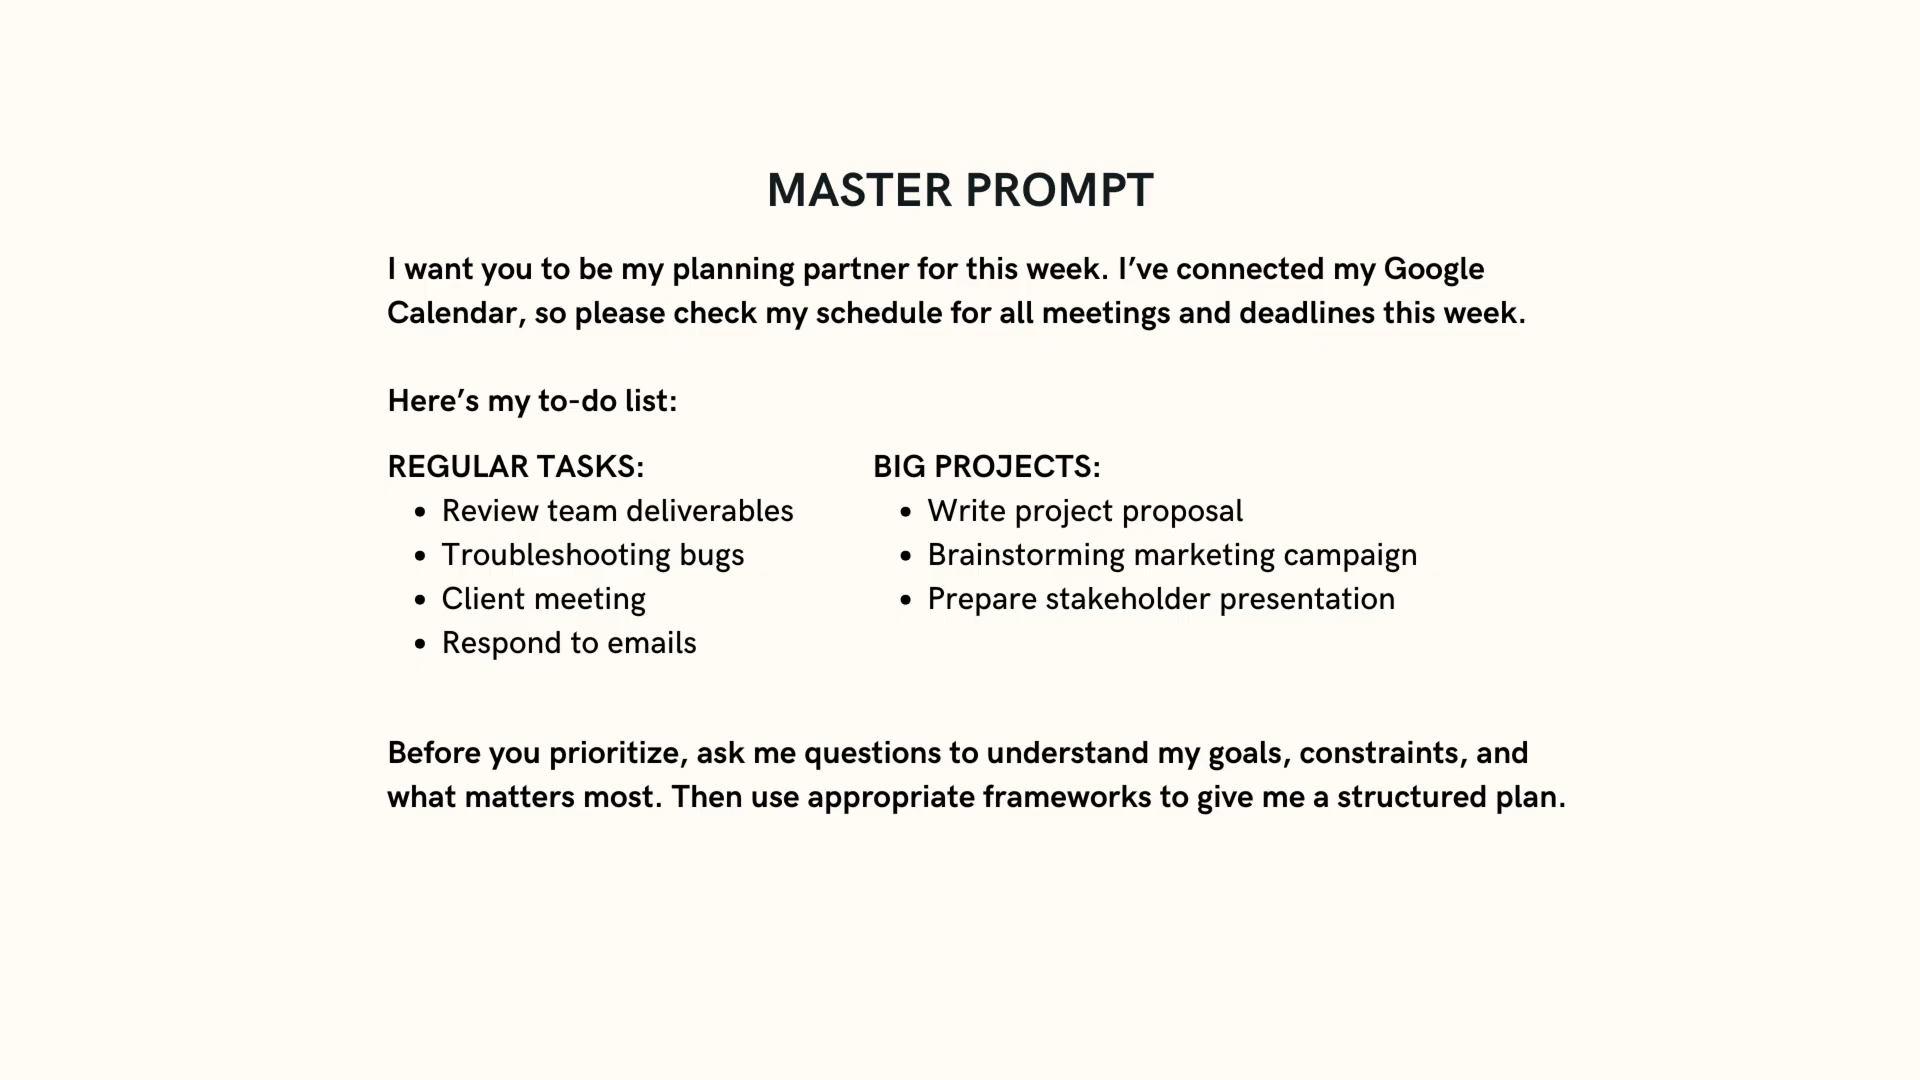 MASTER PROMPT
I want you to be my planning partner for this week. I’ve connected my Google
Calendar, so please check my schedule for all meetings and deadlines this week.
Here’s my to-do list:
REGULAR TASKS:
• Review team deliverables
• Troubleshooting bugs
• Client meeting
• Respond to emails
BIG PROJECTS:
• Write project proposal
• Brainstorming marketing campaign
• Prepare stakeholder presentation
Before you prioritize, ask me questions to understand my goals, constraints, and
what matters most. Then use appropriate frameworks to give me a structured plan.